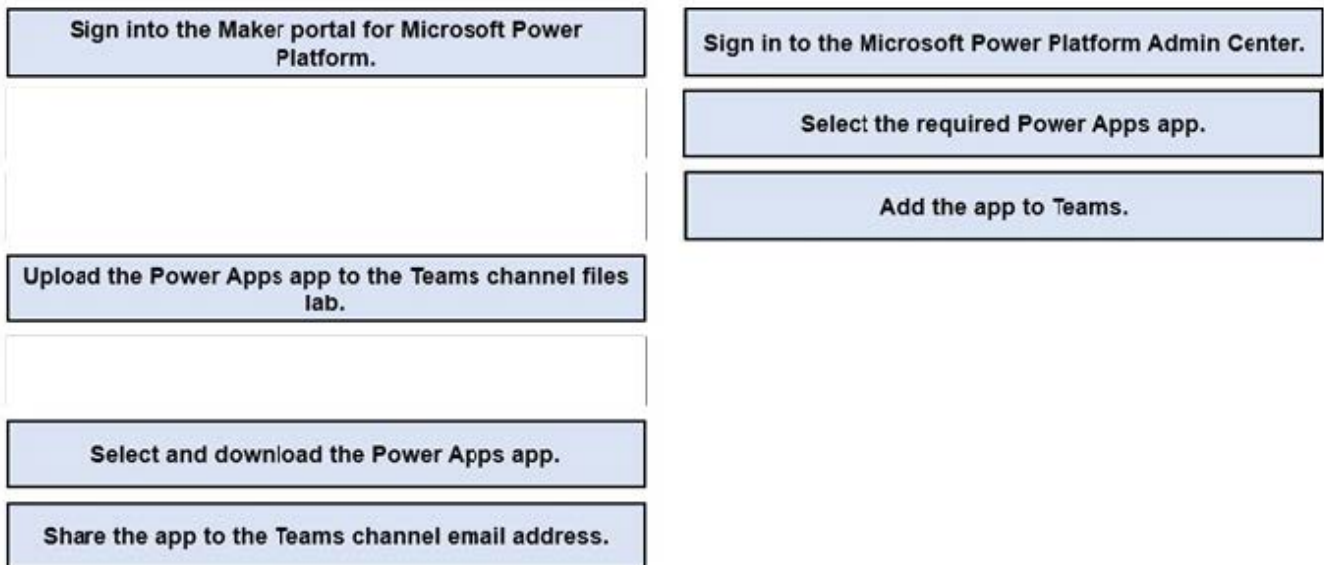 Sign into the Maker portal for Microsoft Power
Platform.
Upload the Power Apps app to the Teams channel files
lab.
Select and download the Power Apps app.
Share the app to the Teams channel email address.
Sign in to the Microsoft Power Platform Admin Center.
Select the required Power Apps app.
Add the app to Teams.